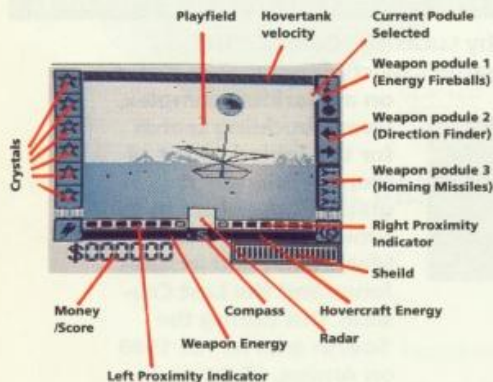 Playfield
Hovertank
velocity
Current Podule
Selected
Weapon podule 1
(Energy Fireballs)
Weapon podule 2
(Direction Finder)
Weapon podule 3
(Homing Missiles)
Crystals
Right Proximity
Indicator
Sheild
$000000
Money
/Score
Compass
Hovercraft Energy
Weapon Energy
Radar
Left Proximity Indicator